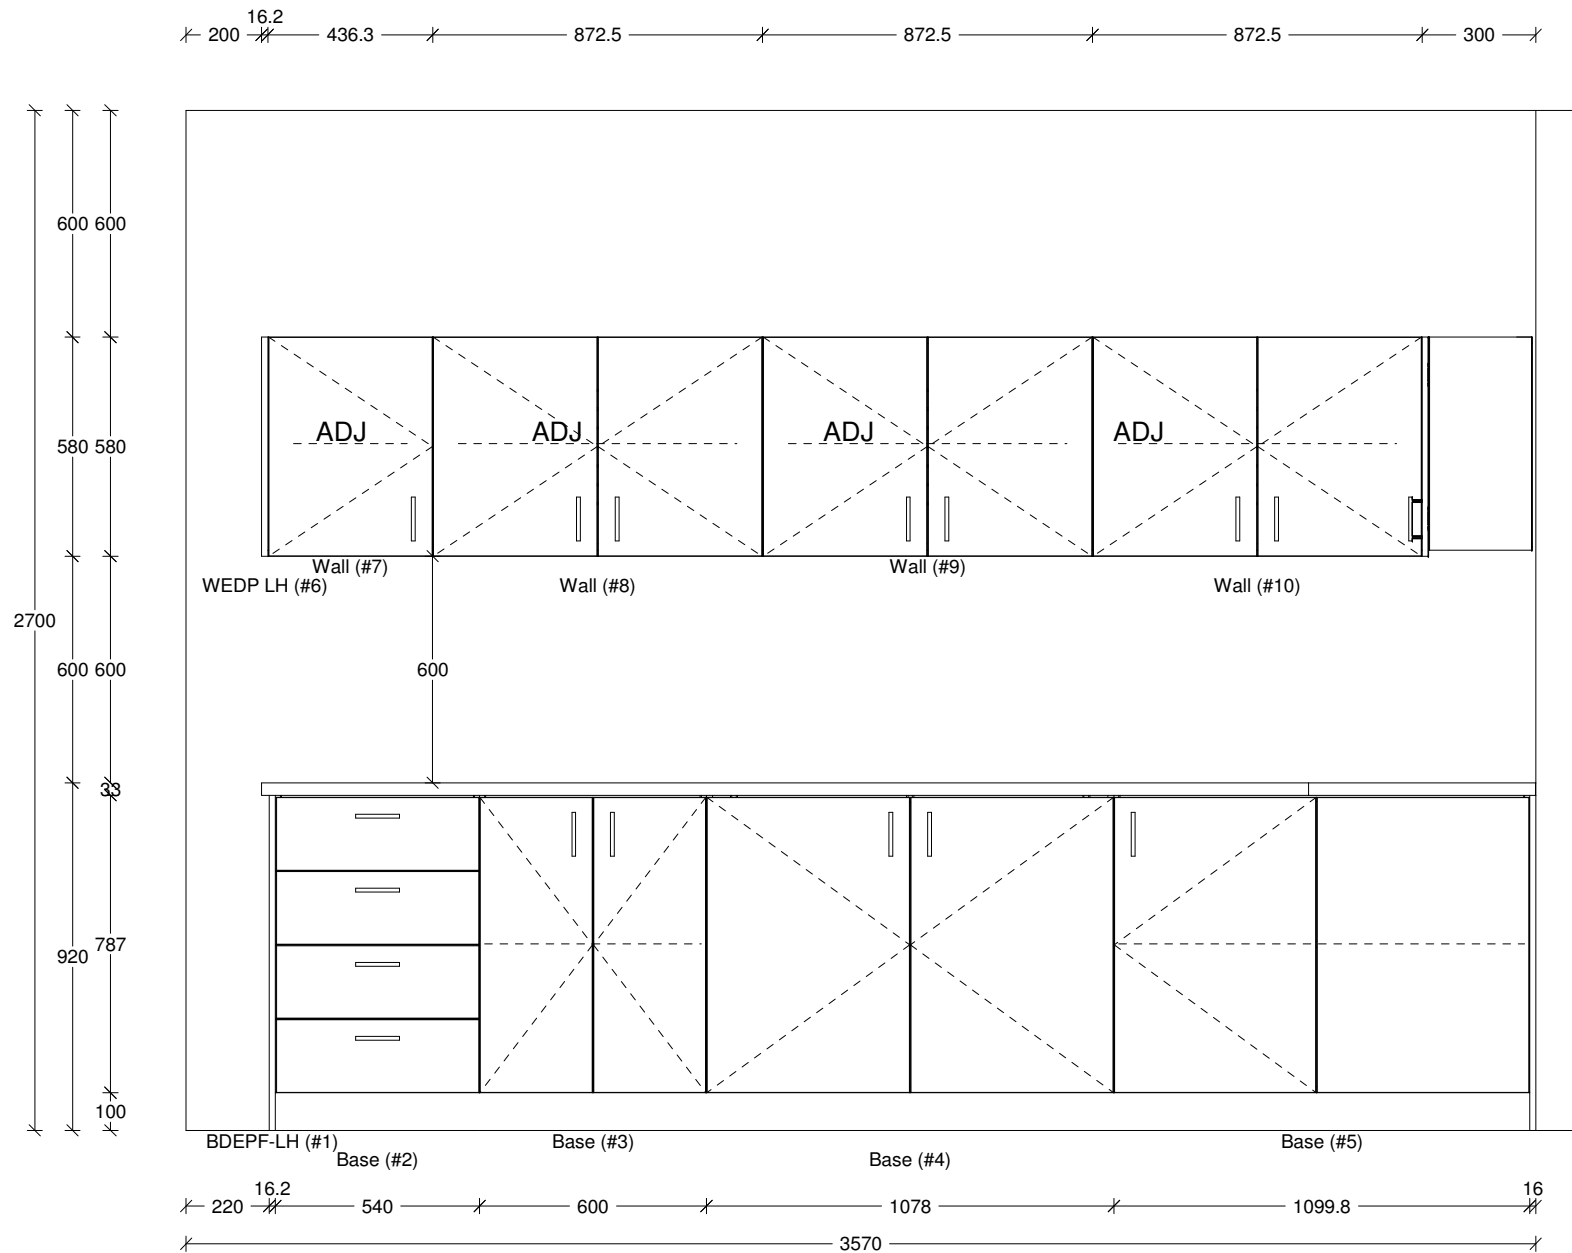 16.2
200 436.3 872.5 872.5 872.5 300
600 600
ADJ ADJ ADJ ADJ
580 580
Wall (#7) Wall (#9)
WEDP LH (#6) Wall (#8) Wall (#10)
2700
600 600 600
33
920 787
100
BDEPF-LH (#1) Base (#3) Base (#5)
Base (#2) Base (#4)
16.2 16
220 540 600 1078 1099.8
3570